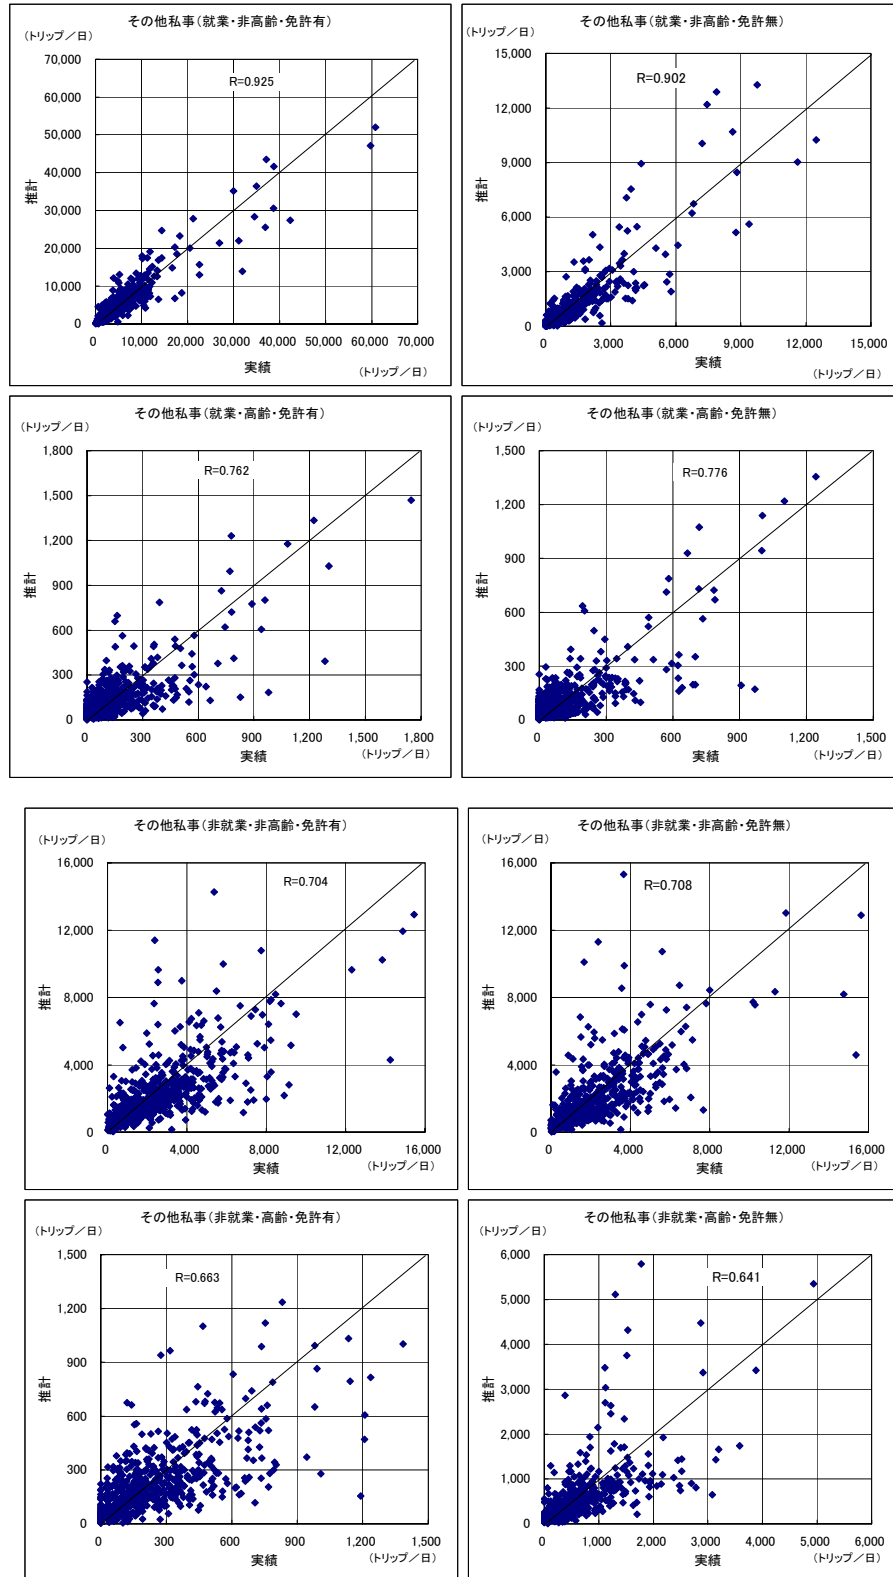 その他私事(就業・非高齢・免許有)
(トリップ/日)
70,000
60,000
50,000
40,000
30,000
20,000
10,000
0
推計
R=0.925
0 10,000 20,000 30,000 40,000 50,000 60,000 70,000
実績
(トリップ/日)
その他私事(就業・非高齢・免許無)
(トリップ/日)
15,000
12,000
9,000
6,000
3,000
0
推計
R=0.902
0 3,000 6,000 9,000 12,000 15,000
実績
(トリップ/日)
その他私事(就業・高齢・免許有)
(トリップ/日)
1,800
1,500
1,200
900
600
300
0
推計
R=0.762
0 300 600 900 1,200 1,500 1,800
実績
(トリップ/日)
その他私事(就業・高齢・免許無)
(トリップ/日)
1,500
1,200
900
600
300
0
推計
R=0.776
0 300 600 900 1,200 1,500
実績
(トリップ/日)
その他私事(非就業・非高齢・免許有)
(トリップ/日)
16,000
12,000
8,000
4,000
0
推計
R=0.704
0 4,000 8,000 12,000 16,000
実績
(トリップ/日)
その他私事(非就業・非高齢・免許無)
(トリップ/日)
16,000
12,000
8,000
4,000
0
推計
R=0.708
0 4,000 8,000 12,000 16,000
実績
(トリップ/日)
その他私事(非就業・高齢・免許有)
(トリップ/日)
1,500
1,200
900
600
300
0
推計
R=0.663
0 300 600 900 1,200 1,500
実績
(トリップ/日)
その他私事(非就業・高齢・免許無)
(トリップ/日)
6,000
5,000
4,000
3,000
2,000
1,000
0
推計
R=0.641
0 1,000 2,000 3,000 4,000 5,000 6,000
実績
(トリップ/日)